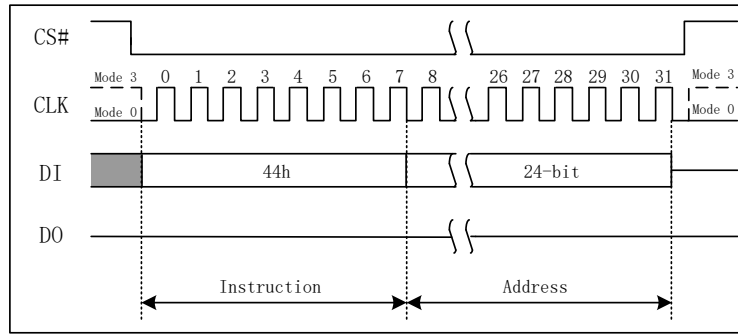 CS#
Mode 3 0 1 2 3 4 5 6 7 8 26 27 28 29 30 31 Mode 3
CLK
Mode 0 Mode 0
DI 44h 24-bit
DO
Instruction Address